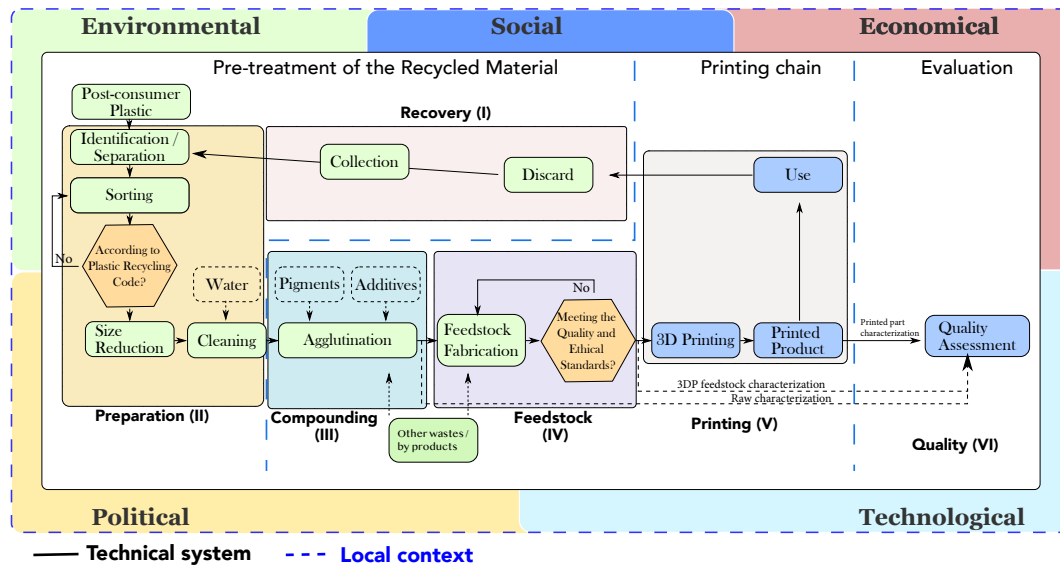 Environmental
Social
Economical
Pre-treatment of the Recycled Material
Printing chain
Evaluation
Post-consumer
Plastic
Recovery (I)
Identification /
Separation
Collection
Discard
Use
Sorting
No
According to
Plastic Recycling
Code?
Water
Pigments
Additives
No
Size
Reduction
Cleaning
Agglutination
Feedstock
Fabrication
Meeting the
Quality and
Ethical
Standards?
3D Printing
Printed
Product
Printed part
characterization
Quality
Assessment
3DP feedstock characterization
Raw characterization
Preparation (II)
Compounding
(III)
Other wastes /
by products
Feedstock
(IV)
Printing (V)
Quality (VI)
Political
Technological
Technical system
Local context